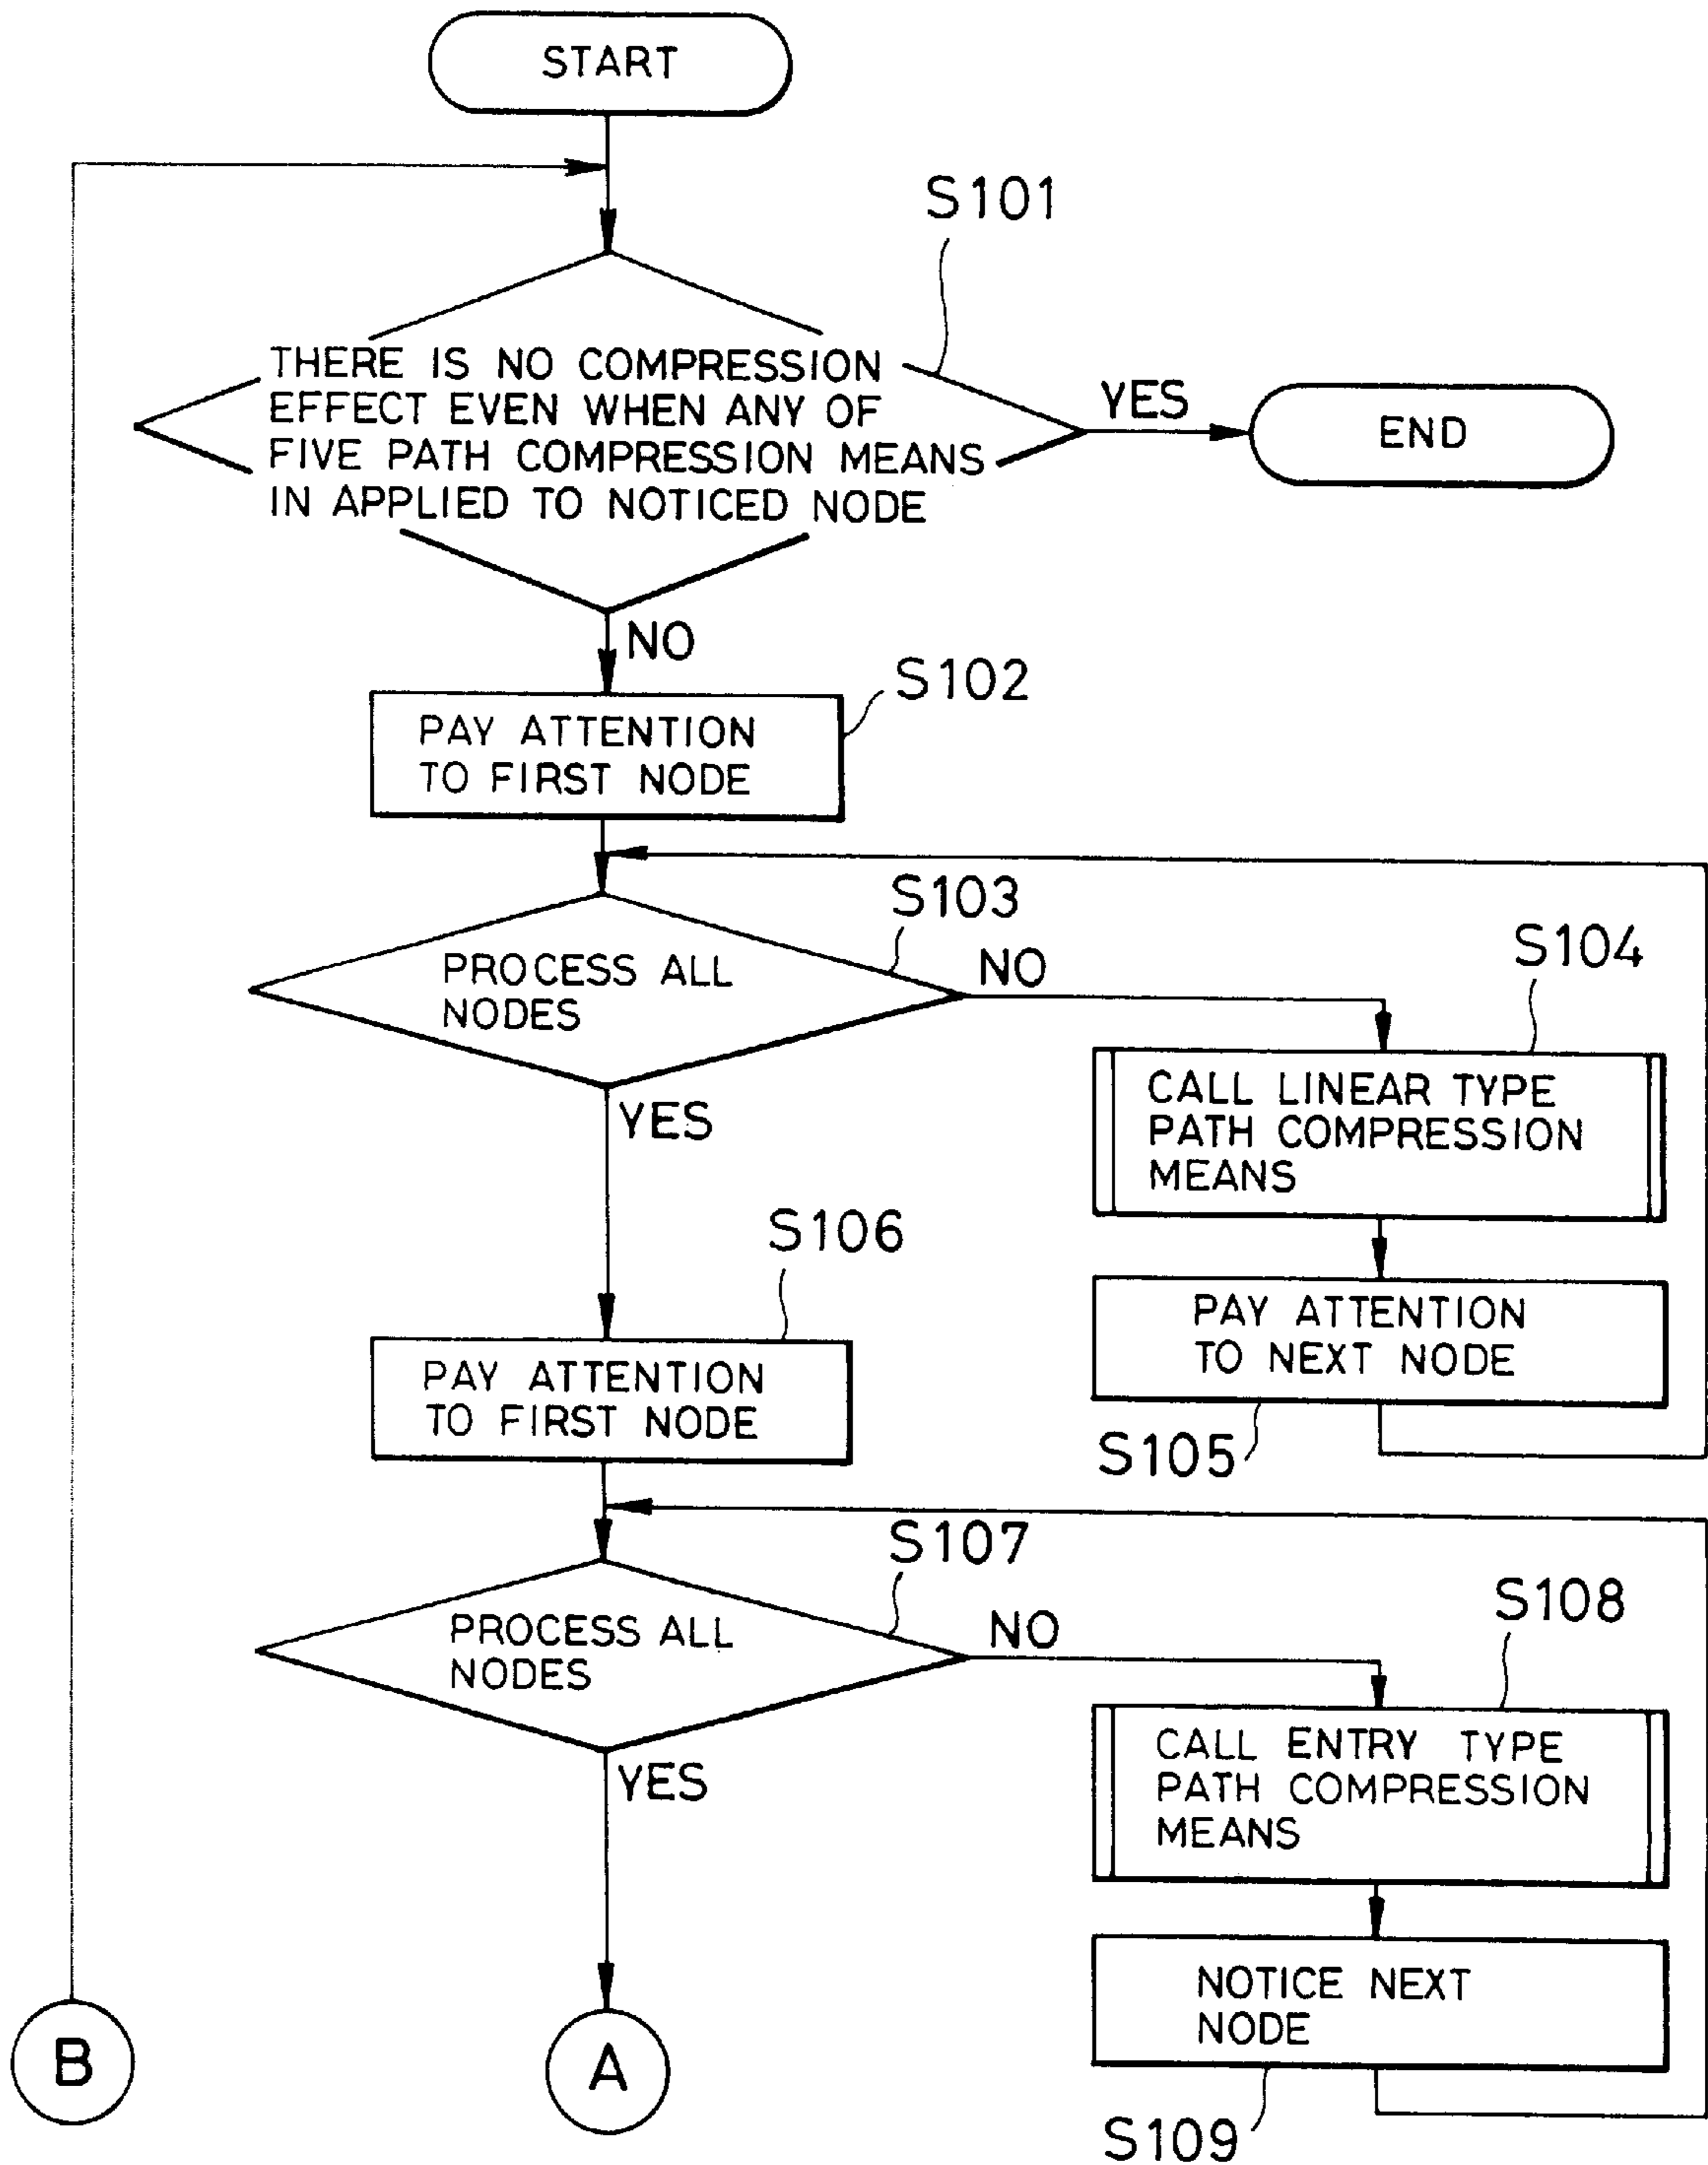 START
S101
THERE IS NO COMPRESSION
EFFECT EVEN WHEN ANY OF
FIVE PATH COMPRESSION MEANS
IN APPLIED TO NOTICED NODE
YES
END
NO
S102
PAY ATTENTION
TO FIRST NODE
S103
PROCESS ALL
NODES
NO
S104
CALL LINEAR TYPE
PATH COMPRESSION
MEANS
YES
S106
PAY ATTENTION
TO NEXT NODE
PAY ATTENTION
TO FIRST NODE
S105
S107
PROCESS ALL
NODES
NO
S108
CALL ENTRY TYPE
PATH COMPRESSION
MEANS
YES
NOTICE NEXT
NODE
B
A
S109